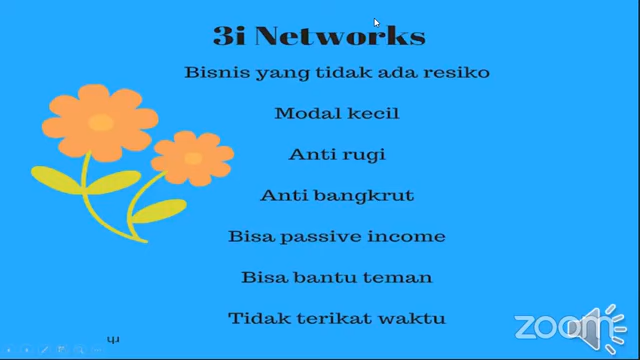 3i Networks
Bisnis yang tidak ada resiko
Modal kecil
Anti rugi
Anti bangkrut
Bisa passive income
Bisa bantu teman
Tidak terikat waktu
zoom